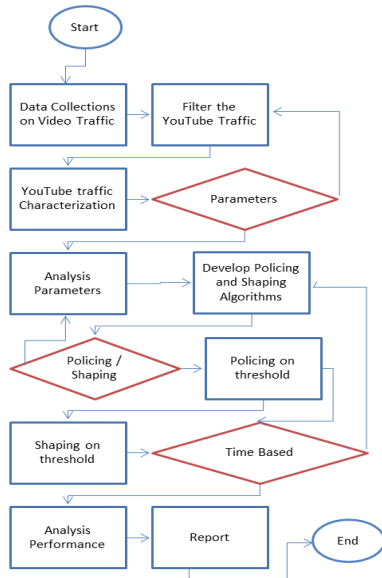 Start
Data Collections
on Video Traffic
Filter the
YouTube Traffic
YouTube traffic
Characterization
Parameters
Analysis
Parameters
Develop Policing
and Shaping
Algorithms
Policing /
Shaping
Policing on
threshold
Shaping on
threshold
Time Based
Analysis
Performance
Report
End